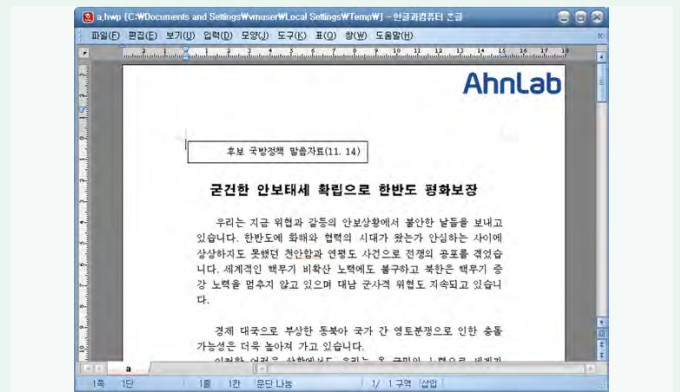 a.hwp [C:\Documents and Settings\vmuser\Local Settings\Temp\] - 한글과컴퓨터 한글
파일(F) 편집(E) 보기(U) 입력(D) 모양(J) 도구(K) 표(Q) 창(W) 도움말(H)
AhnLab
후보 국방정책 말씀자료(11. 14)
굳건한 안보태세 확립으로 한반도 평화보장
우리는 지금 위협과 갈등의 안보상황에서 불안한 날들을 보내고
있습니다. 한반도에 화해와 협력의 시대가 왔는가 안심하는 사이에
상상하지도 못했던 천안함과 연평도 사건으로 전쟁의 공포를 겪었습
니다. 세계적인 핵무기 비확산 노력에도 불구하고 북한은 핵무기 증
강 노력을 멈추지 않고 있으며 대남 군사적 위협도 지속되고 있습니
다.
경제 대국으로 부상한 동북아 국가 간 영토분쟁으로 인한 충돌
가능성은 더욱 높아져 가고 있습니다.
a
1쪽 1단 1줄 1칸 문단 나눔 1/ 1 구역 삽입